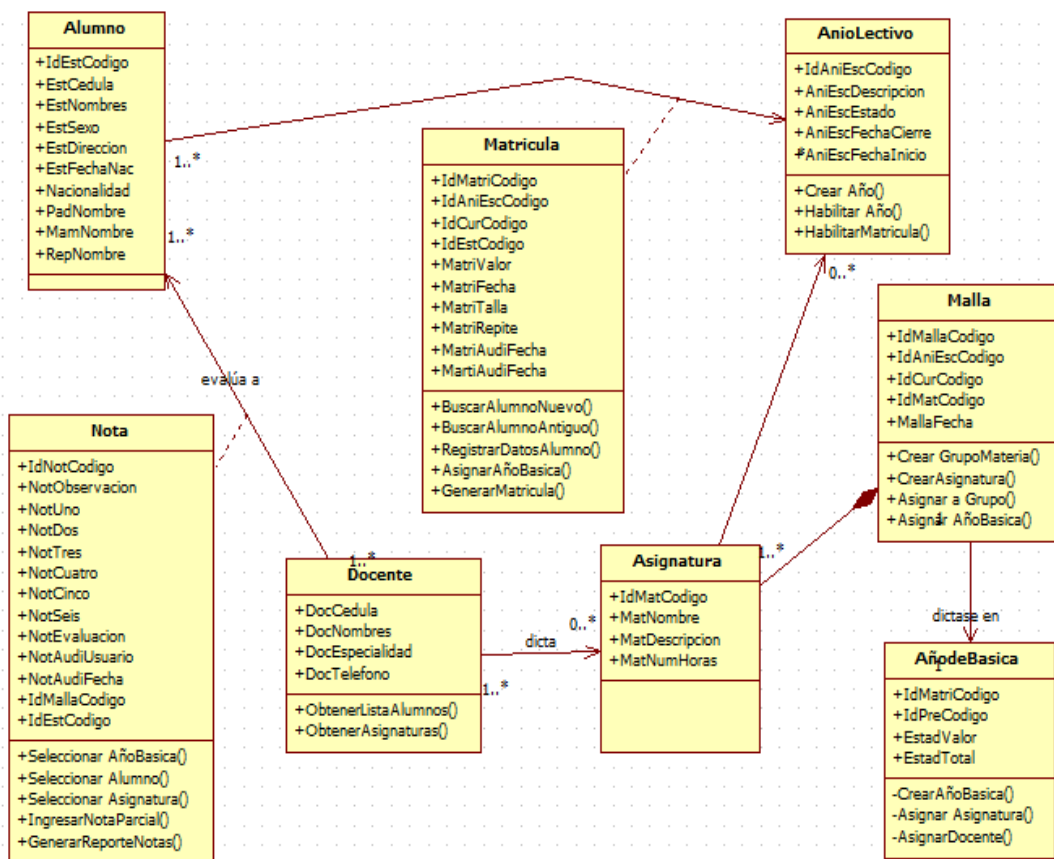 Alumno
+IdEstCodigo
+EstCedula
+EstNombres
+EstSexo
+EstDireccion
+EstFechaNac
+Nacionalidad
+PadNombre
+MamNombre
+RepNombre
1..*
1..*
AnioLectivo
+IdAniEscCodigo
+AniEscDescripcion
+AniEscEstado
+AniEscFechaCierre
+AniEscFechaInicio
+Crear Año()
+Habilitar Año()
+HabilitarMatricula()
0..*
Matricula
+IdMatriCodigo
+IdAniEscCodigo
+IdCurCodigo
+IdEstCodigo
+MatriValor
+MatriFecha
+MatriTalla
+MatriRepite
+MatriAudiFecha
+MartiAudiFecha
+BuscarAlumnoNuevo()
+BuscarAlumnoAntiguo()
+RegistrarDatosAlumno()
+AsignarAñoBasica()
+GenerarMatricula()
Malla
+IdMallaCodigo
+IdAniEscCodigo
+IdCurCodigo
+IdMatCodigo
+MallaFecha
+Crear GrupoMateria()
+CrearAsignatura()
+Asignar a Grupo()
+Asignar AñoBasica()
evalúa a
Nota
+IdNotCodigo
+NotObservacion
+NotUno
+NotDos
+NotTres
+NotCuatro
+NotCinco
+NotSeis
+NotEvaluacion
+NotAudiUsuario
+NotAudiFecha
+IdMallaCodigo
+IdEstCodigo
+Seleccionar AñoBasica()
+Seleccionar Alumno()
+Seleccionar Asignatura()
+IngresarNotaParcial()
+GenerarReporteNotas()
1..*
Docente
+DocCedula
+DocNombres
+DocEspecialidad
+DocTelefono
+ObtenerListaAlumnos()
+ObtenerAsignaturas()
dicta
0..*
1..*
Asignatura
+IdMatCodigo
+MatNombre
+MatDescripcion
+MatNumHoras
1..*
dictase en
AñodeBasica
+IdMatriCodigo
+IdPreCodigo
+EstadValor
+EstadTotal
-CrearAñoBasica()
-Asignar Asignatura()
-AsignarDocente()